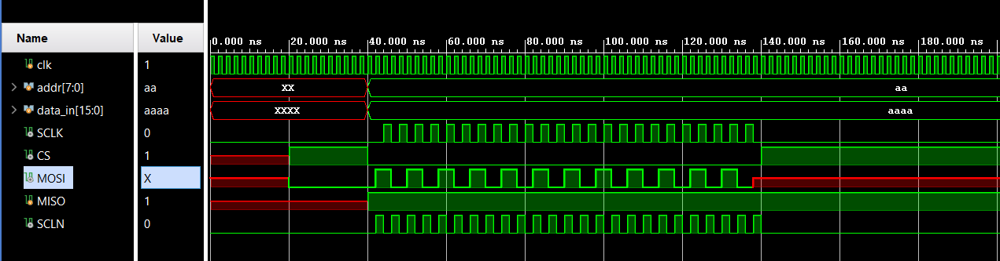 Name Value 0.000 ns 20.000 ns 40.000 ns 60.000 ns 80.000 ns 100.000 ns 120.000 ns 140.000 ns 160.000 ns 180.000 ns
clk 1
addr[7:0] aa XX aa
data_in[15:0] aaaa XXXX aaaa
SCLK 0
CS 1
MOSI X
MISO 1
SCLN 0